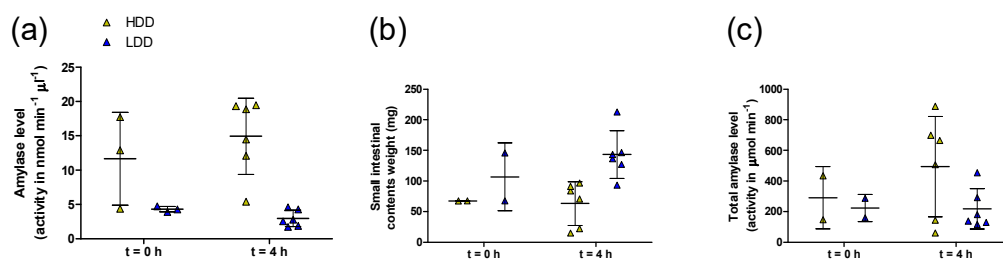 (a)
HDD
LDD
Amylase level
(activity in nmol min⁻¹ μl⁻¹)
25
20
15
10
5
0
t = 0 h
t = 4 h
(b)
Small intestinal
contents weight (mg)
250
200
150
100
50
0
t = 0 h
t = 4 h
(c)
Total amylase level
(activity in μmol min⁻¹)
1000
800
600
400
200
0
t = 0 h
t = 4 h